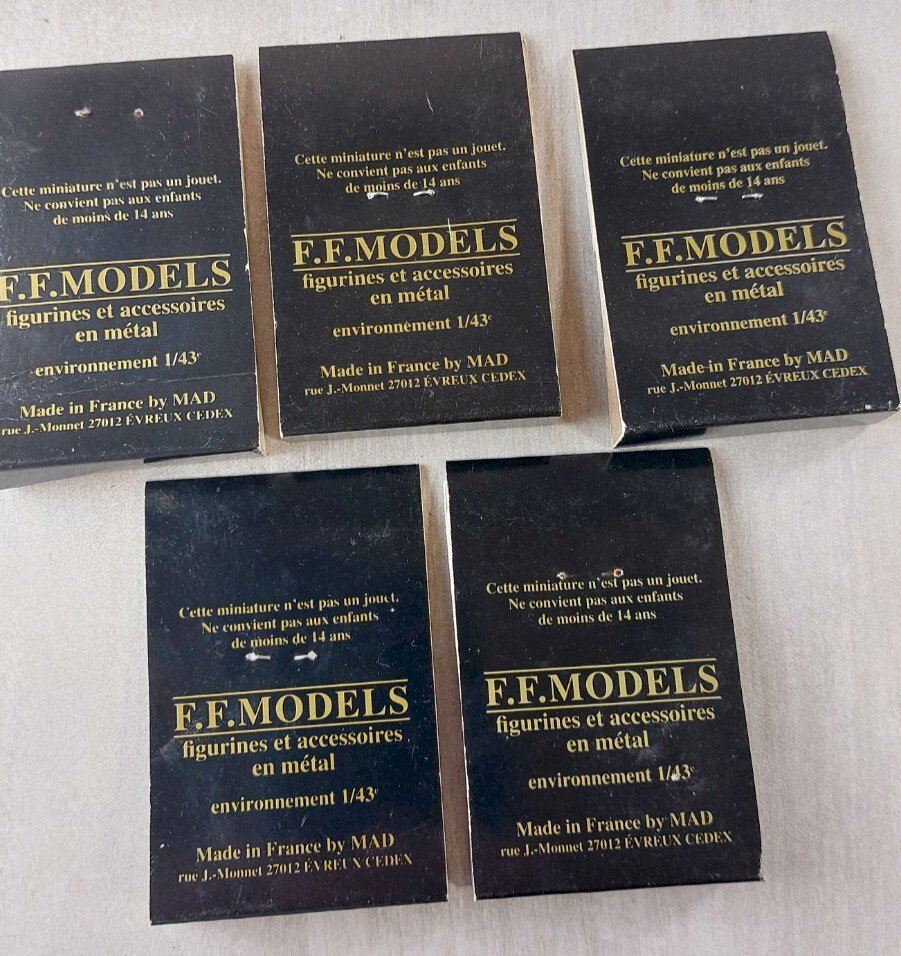 Cette miniature n'est pas un jouet.
Ne convient pas aux enfants
de moins de 14 ans
F.F.MODELS
figurines et accessoires
en métal
environnement 1/43e
Made in France by MAD
rue J.-Monnet 27012 ÉVREUX CEDEX
Cette miniature n'est pas un jouet.
Ne convient pas aux enfants
de moins de 14 ans
F.F.MODELS
figurines et accessoires
en métal
environnement 1/43e
Made in France by MAD
rue J.-Monnet 27012 ÉVREUX CEDEX
Cette miniature n'est pas un jouet.
Ne convient pas aux enfants
de moins de 14 ans
F.F.MODELS
figurines et accessoires
en métal
environnement 1/43e
Made in France by MAD
rue J.-Monnet 27012 ÉVREUX CEDEX
Cette miniature n'est pas un jouet.
Ne convient pas aux enfants
de moins de 14 ans
F.F.MODELS
figurines et accessoires
en métal
environnement 1/43e
Made in France by MAD
rue J.-Monnet 27012 ÉVREUX CEDEX
Cette miniature n'est pas un jouet.
Ne convient pas aux enfants
de moins de 14 ans
F.F.MODELS
figurines et accessoires
en métal
environnement 1/43e
Made in France by MAD
rue J.-Monnet 27012 ÉVREUX CEDEX